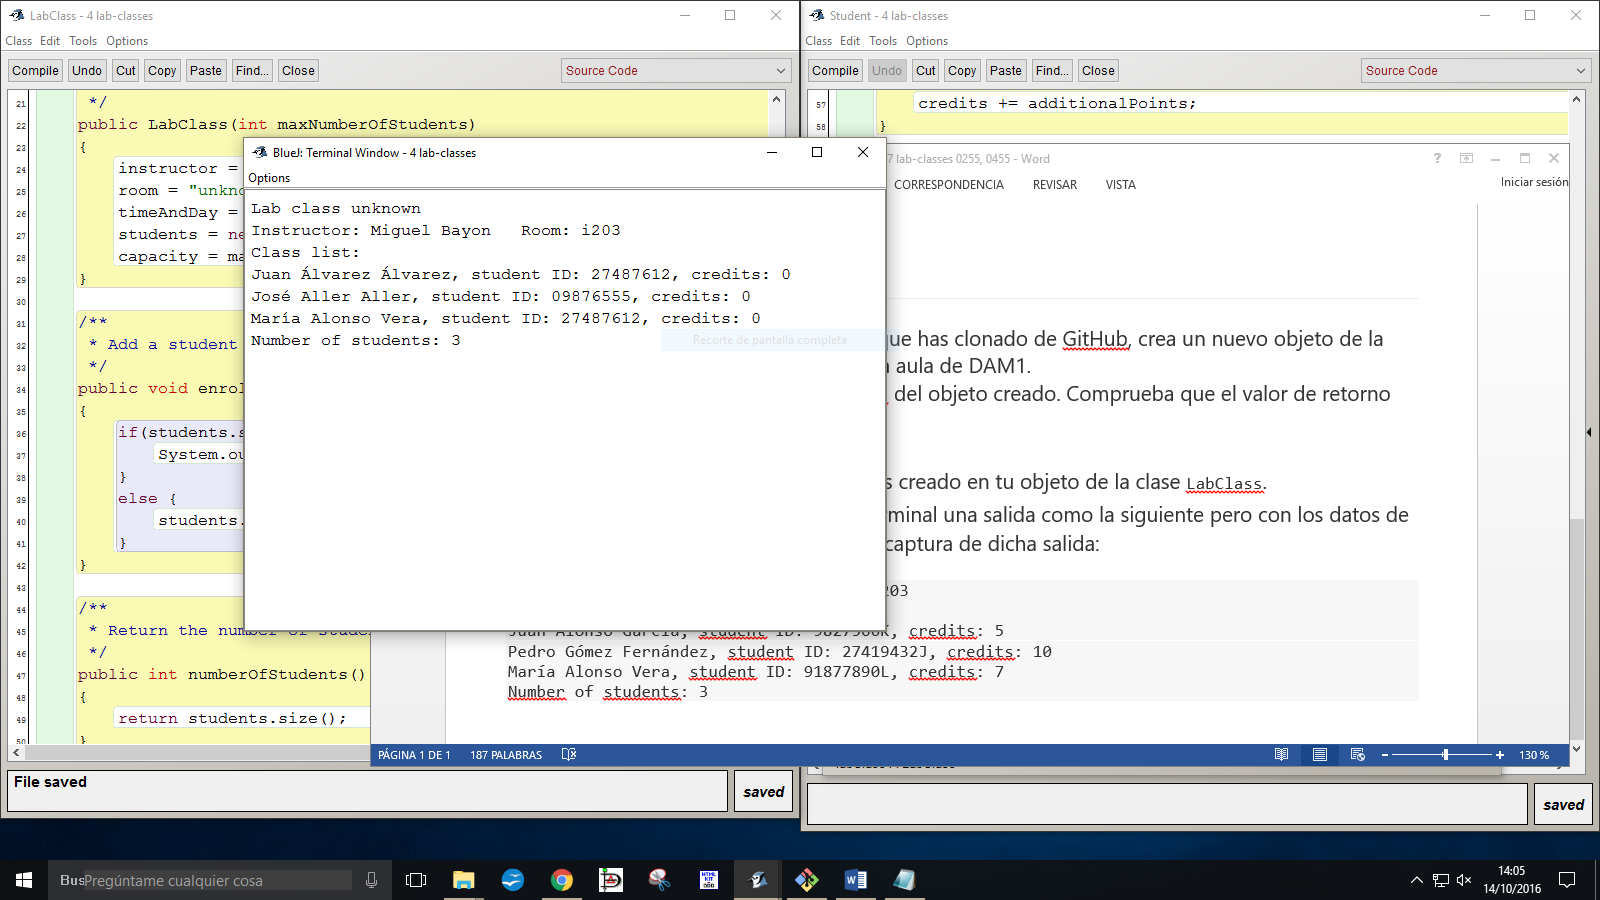 LabClass - 4 lab-classes
Class Edit Tools Options
Compile Undo Cut Copy Paste Find... Close Source Code
21 */
22 public LabClass(int maxNumberOfStudents)
23 {
24 instructor =
25 room = "unkno
26 timeAndDay =
27 students = ne
28 capacity = ma
29 }
30
31 /**
32 * Add a student
33 */
34 public void enrol
35 {
36 if(students.s
37 System.ou
38 }
39 else {
40 students.
41 }
42 }
43
44 /**
45 * Return the number of stude
46 */
47 public int numberOfStudents()
48 {
49 return students.size();
50 }
File saved
saved
BlueJ: Terminal Window - 4 lab-classes
Options
Lab class unknown
Instructor: Miguel Bayon Room: i203
Class list:
Juan Álvarez Álvarez, student ID: 27487612, credits: 0
José Aller Aller, student ID: 09876555, credits: 0
María Alonso Vera, student ID: 27487612, credits: 0
Number of students: 3
Recorte de pantalla completa
Student - 4 lab-classes
Class Edit Tools Options
Compile Undo Cut Copy Paste Find... Close Source Code
57 credits += additionalPoints;
58 }
7 lab-classes 0255, 0455 - Word
CORRESPONDENCIA REVISAR VISTA Iniciar sesión
que has clonado de GitHub, crea un nuevo objeto de la
aula de DAM1.
del objeto creado. Comprueba que el valor de retorno
s creado en tu objeto de la clase LabClass.
rminal una salida como la siguiente pero con los datos de
captura de dicha salida:
203
Juan Alonso García, student ID: 9827566K, credits: 5
Pedro Gómez Fernández, student ID: 27419432J, credits: 10
María Alonso Vera, student ID: 91877890L, credits: 7
Number of students: 3
PÁGINA 1 DE 1 187 PALABRAS 130 %
saved
BusPregúntame cualquier cosa
HTML KIT
14:05
14/10/2016